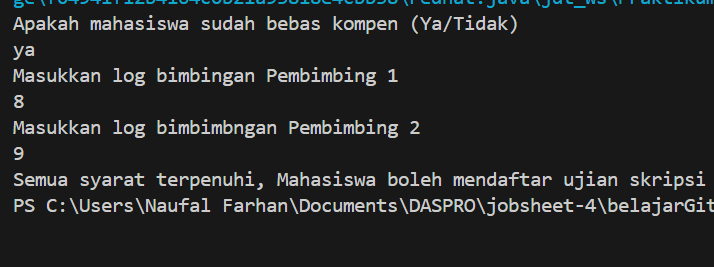 Apakah mahasiswa sudah bebas kompen (Ya/Tidak)
ya
Masukkan log bimbingan Pembimbing 1
8
Masukkan log bimbimbngan Pembimbing 2
9
Semua syarat terpenuhi, Mahasiswa boleh mendaftar ujian skripsi
PS C:\Users\Naufal Farhan\Documents\DASPRO\jobsheet-4\belajarGit